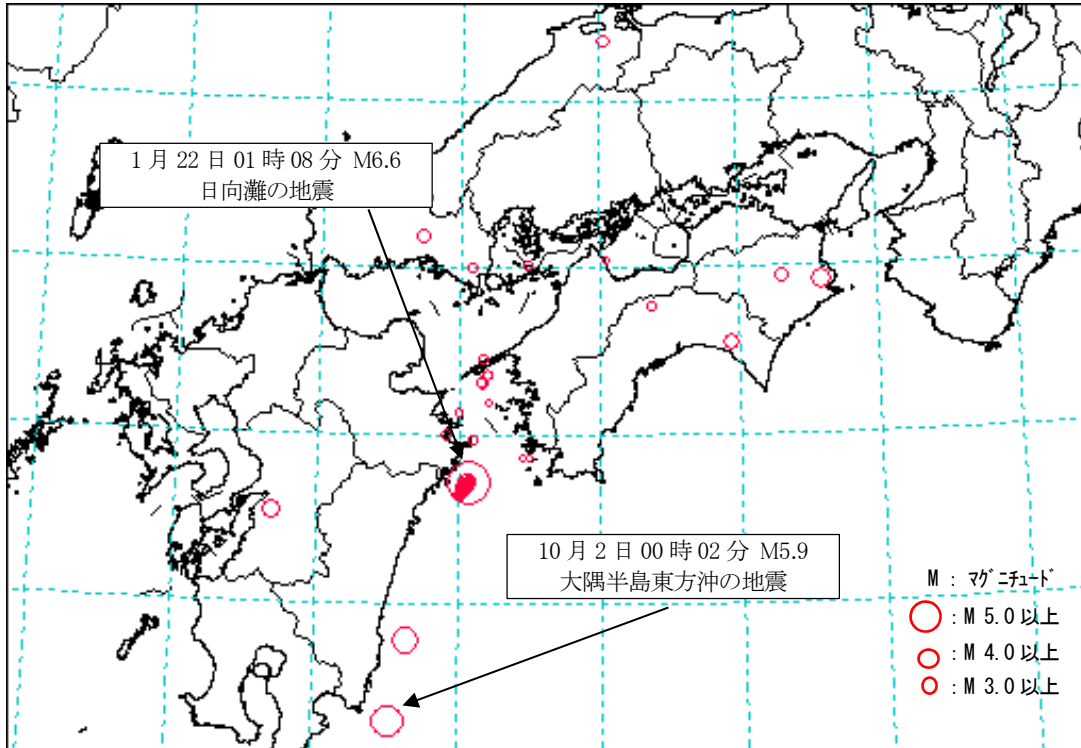 1月22日01時08分 M6.6
日向灘の地震
10月2日00時02分 M5.9
大隅半島東方沖の地震
M : マグニチュード
: M 5.0 以上
: M 4.0 以上
: M 3.0 以上